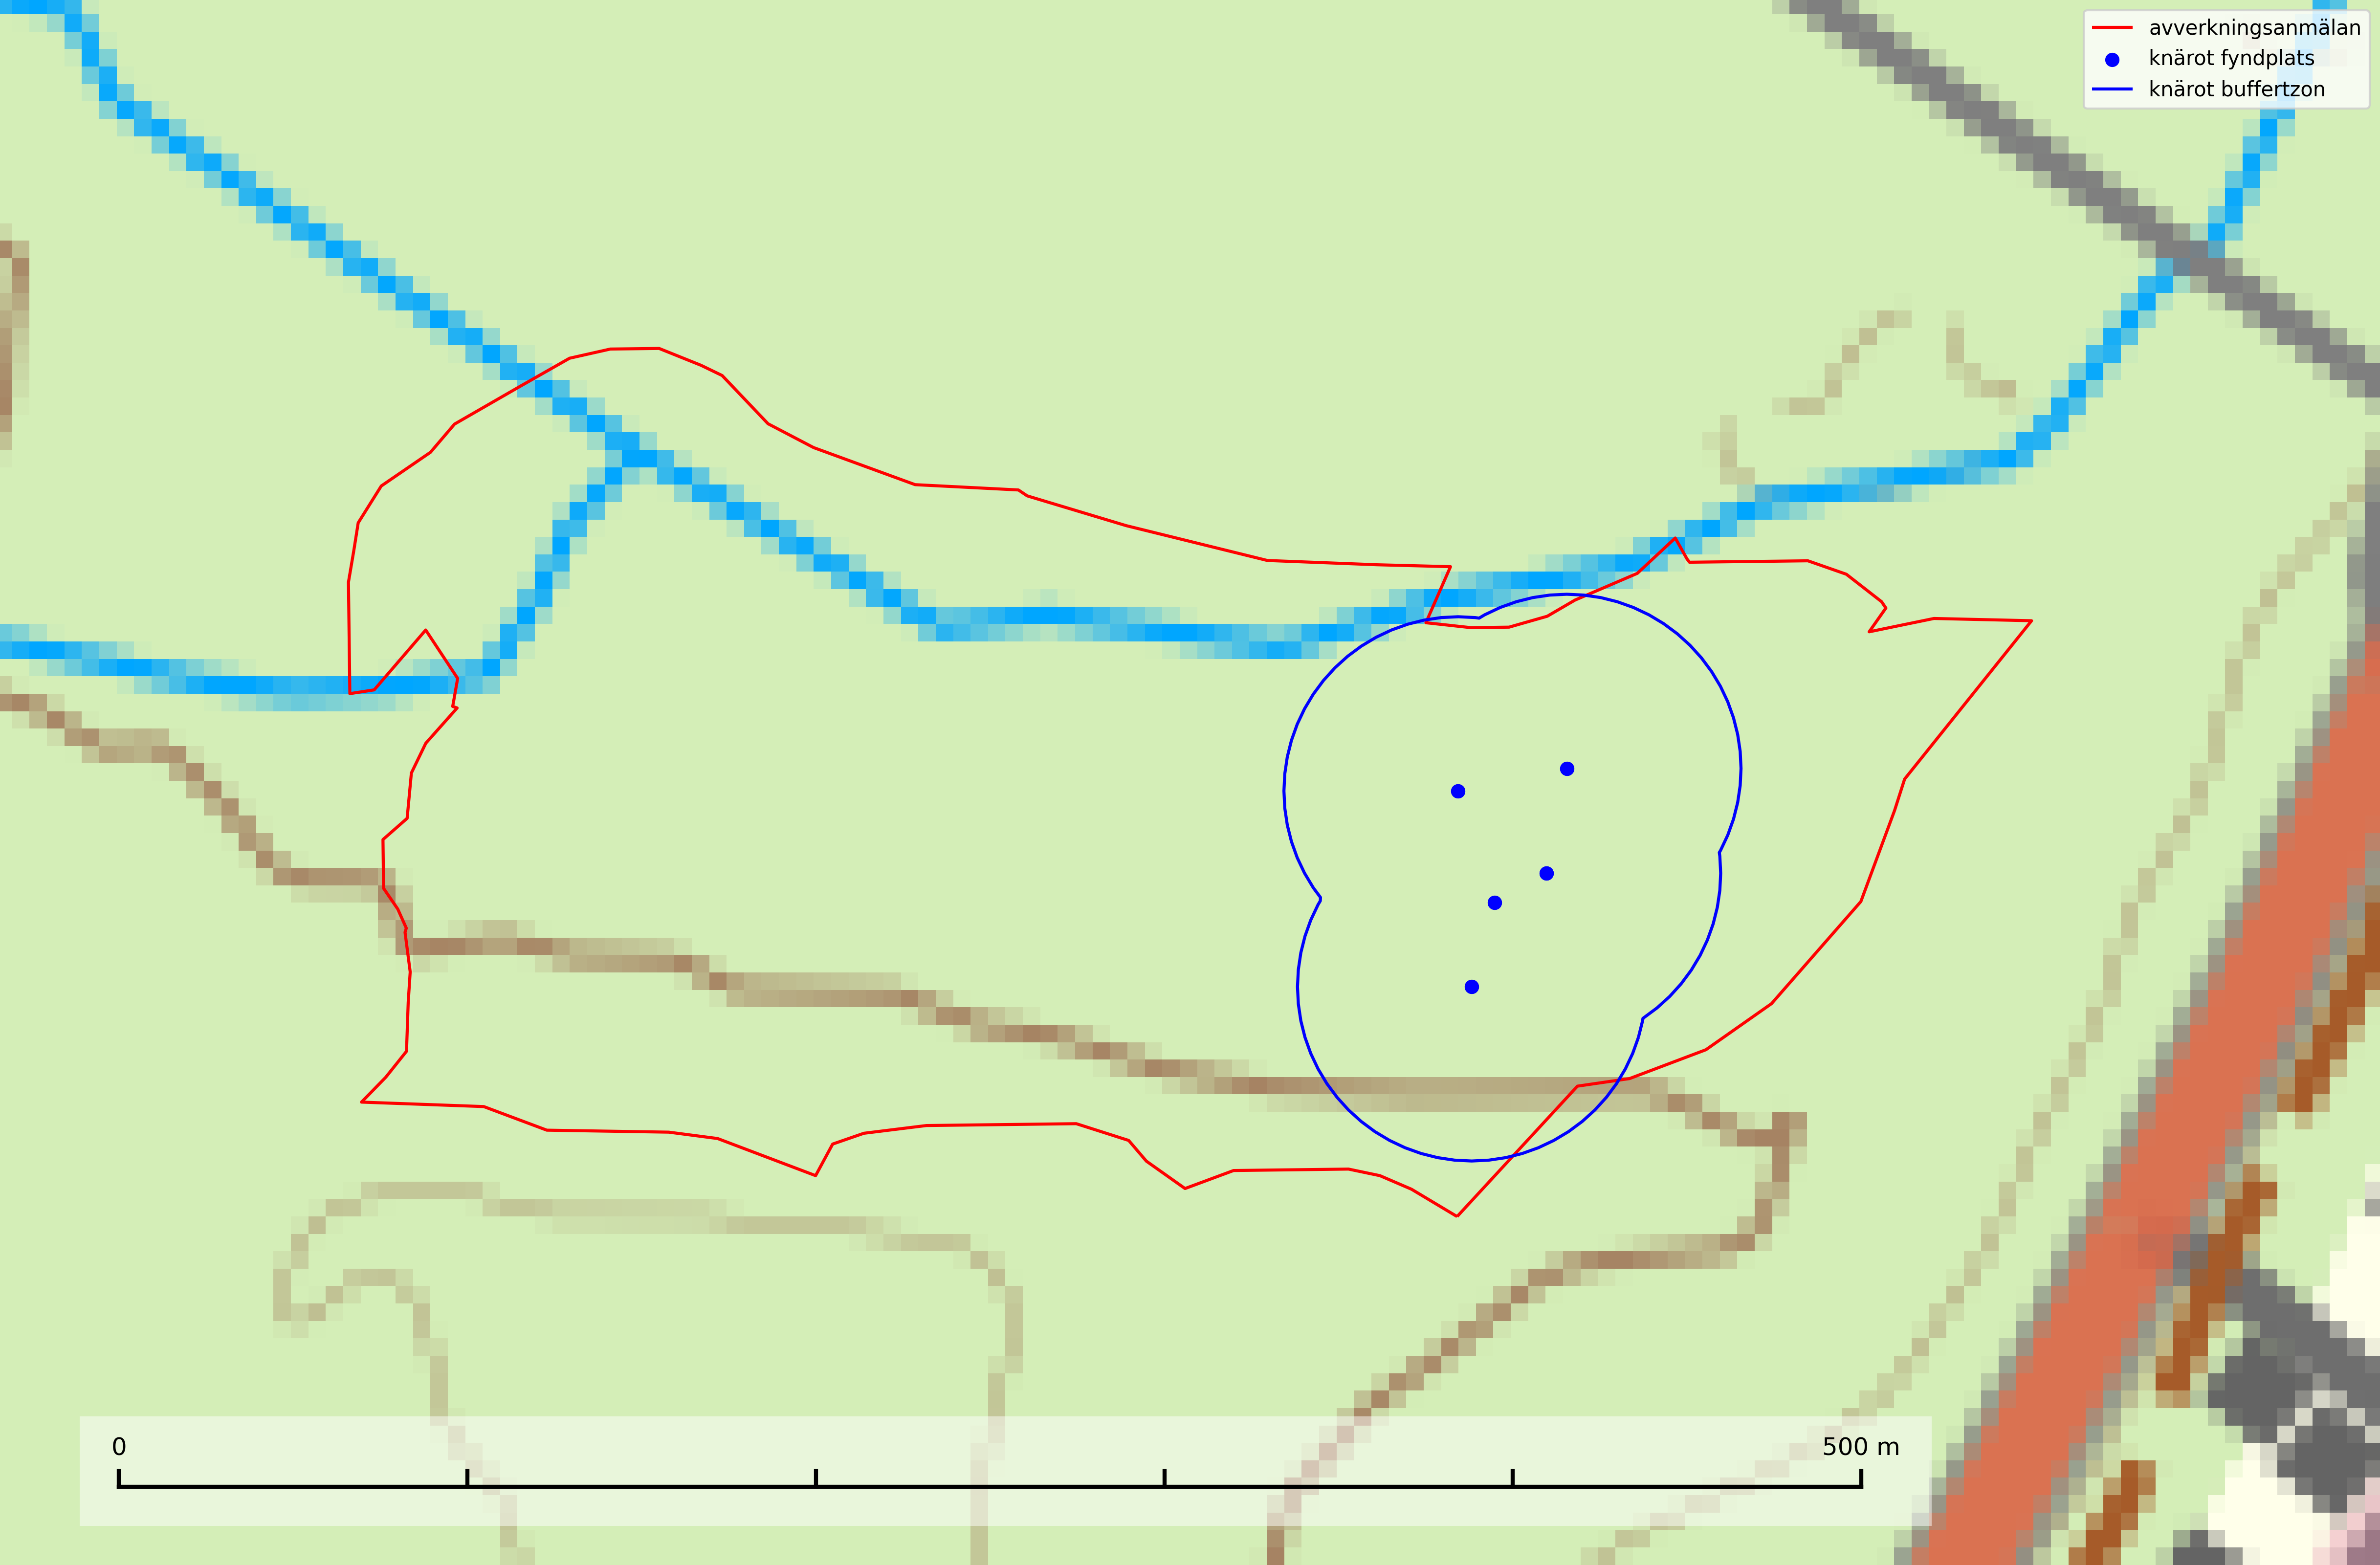 avverkningsanmälan
knärot fyndplats
knärot buffertzon
0 500 m